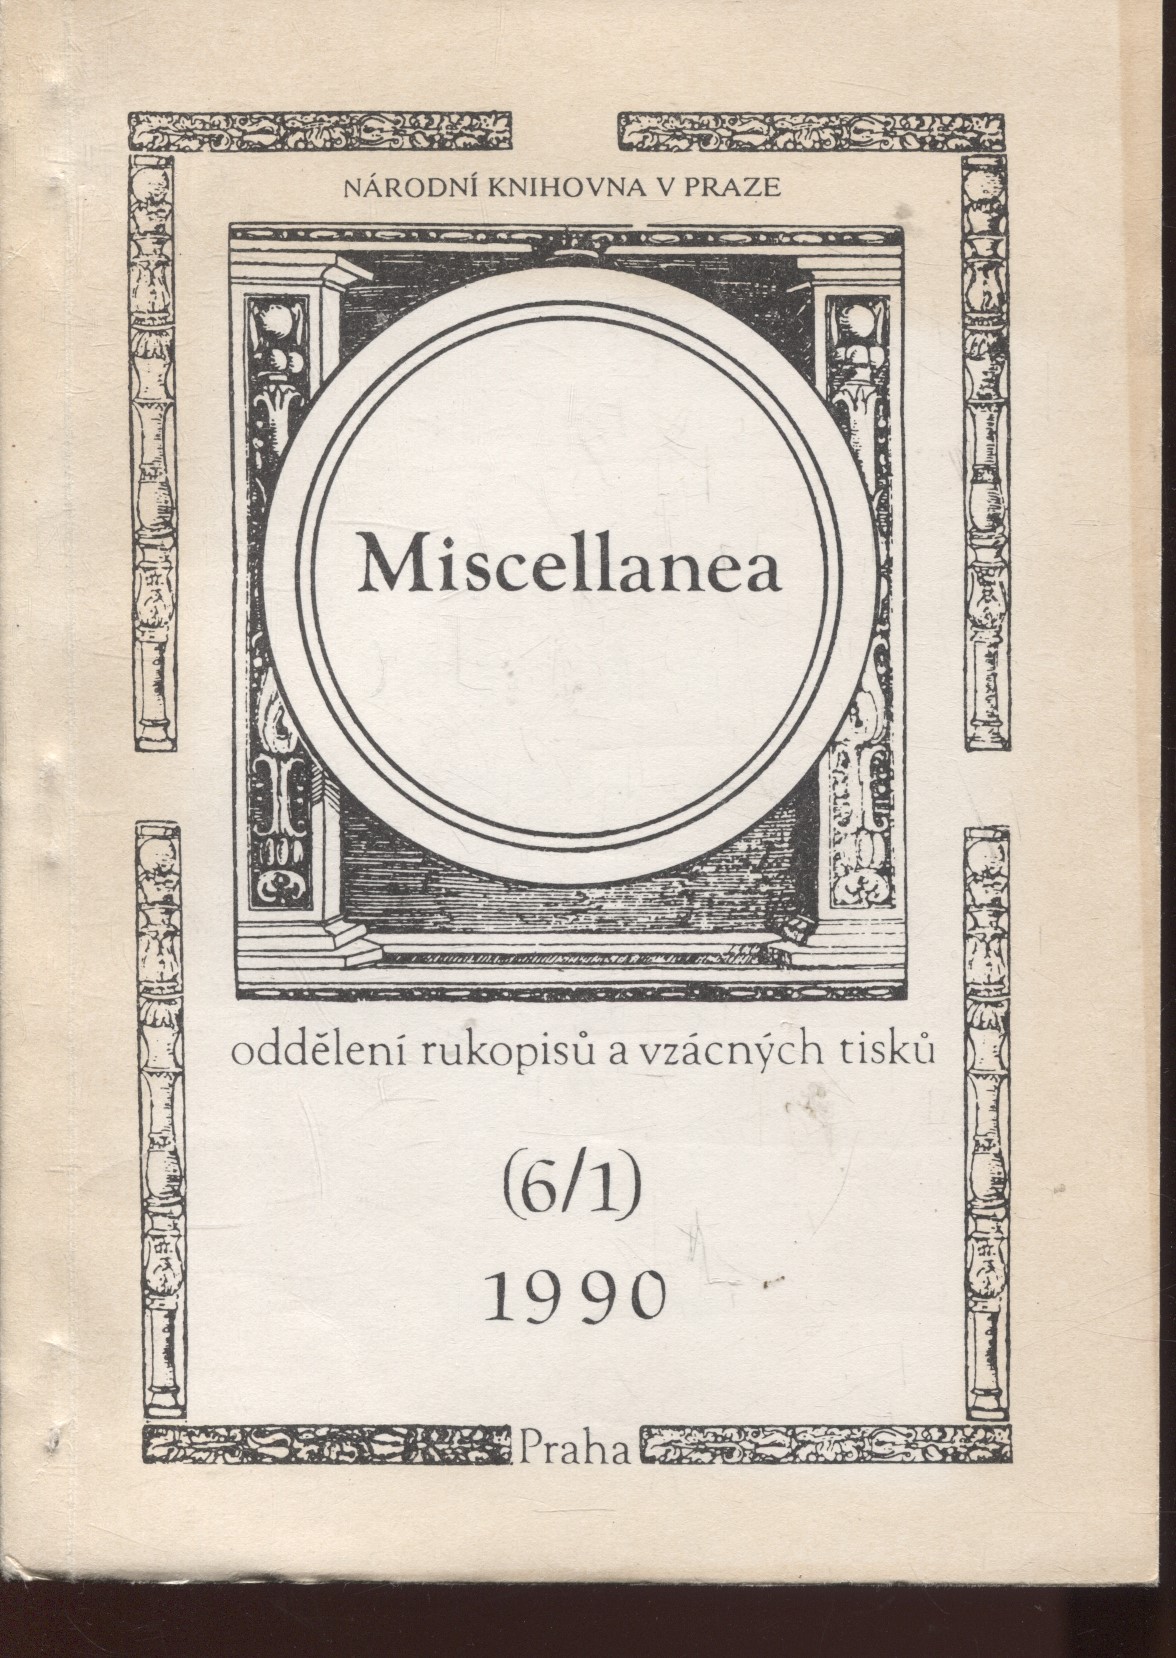 NÁRODNÍ KNIHOVNA V PRAZE
Miscellanea
oddělení rukopisů a vzácných tisků
(6/1)
1990
Praha